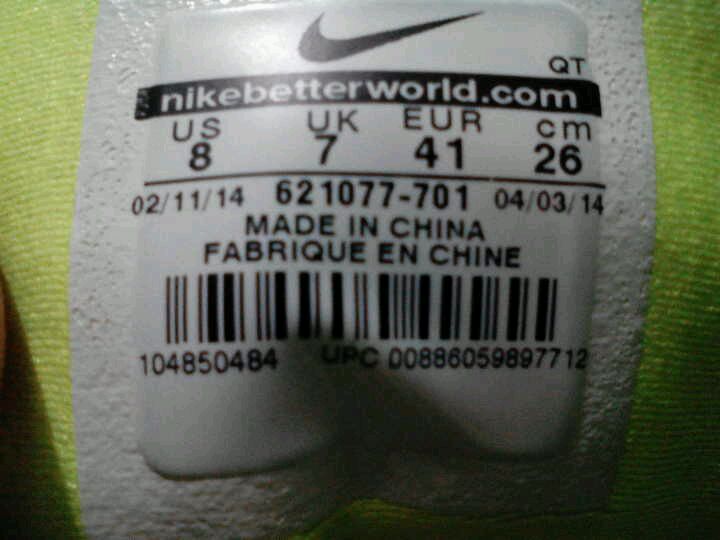 QT
nikebetterworld.com
US UK EUR cm
8 7 41 26
02/11/14 621077-701 04/03/14
MADE IN CHINA
FABRIQUE EN CHINE
104850484 UPC 00886059897712